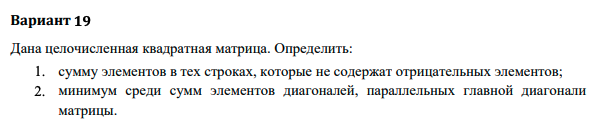 Вариант 19
Дана целочисленная квадратная матрица. Определить:
1. сумму элементов в тех строках, которые не содержат отрицательных элементов;
2. минимум среди сумм элементов диагоналей, параллельных главной диагонали
матрицы.